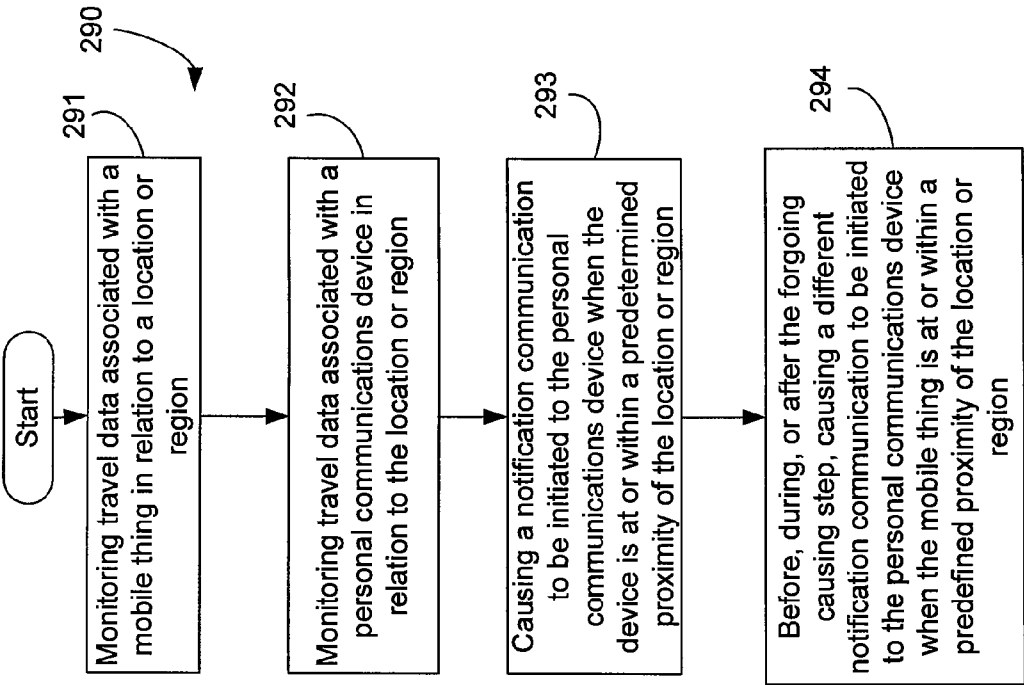 290
Start
291
Monitoring travel data associated with a
mobile thing in relation to a location or
region
292
Monitoring travel data associated with a
personal communications device in
relation to the location or region
293
Causing a notification communication
to be initiated to the personal
communications device when the
device is at or within a predetermined
proximity of the location or region
294
Before, during, or after the forgoing
causing step, causing a different
notification communication to be initiated
to the personal communications device
when the mobile thing is at or within a
predefined proximity of the location or
region